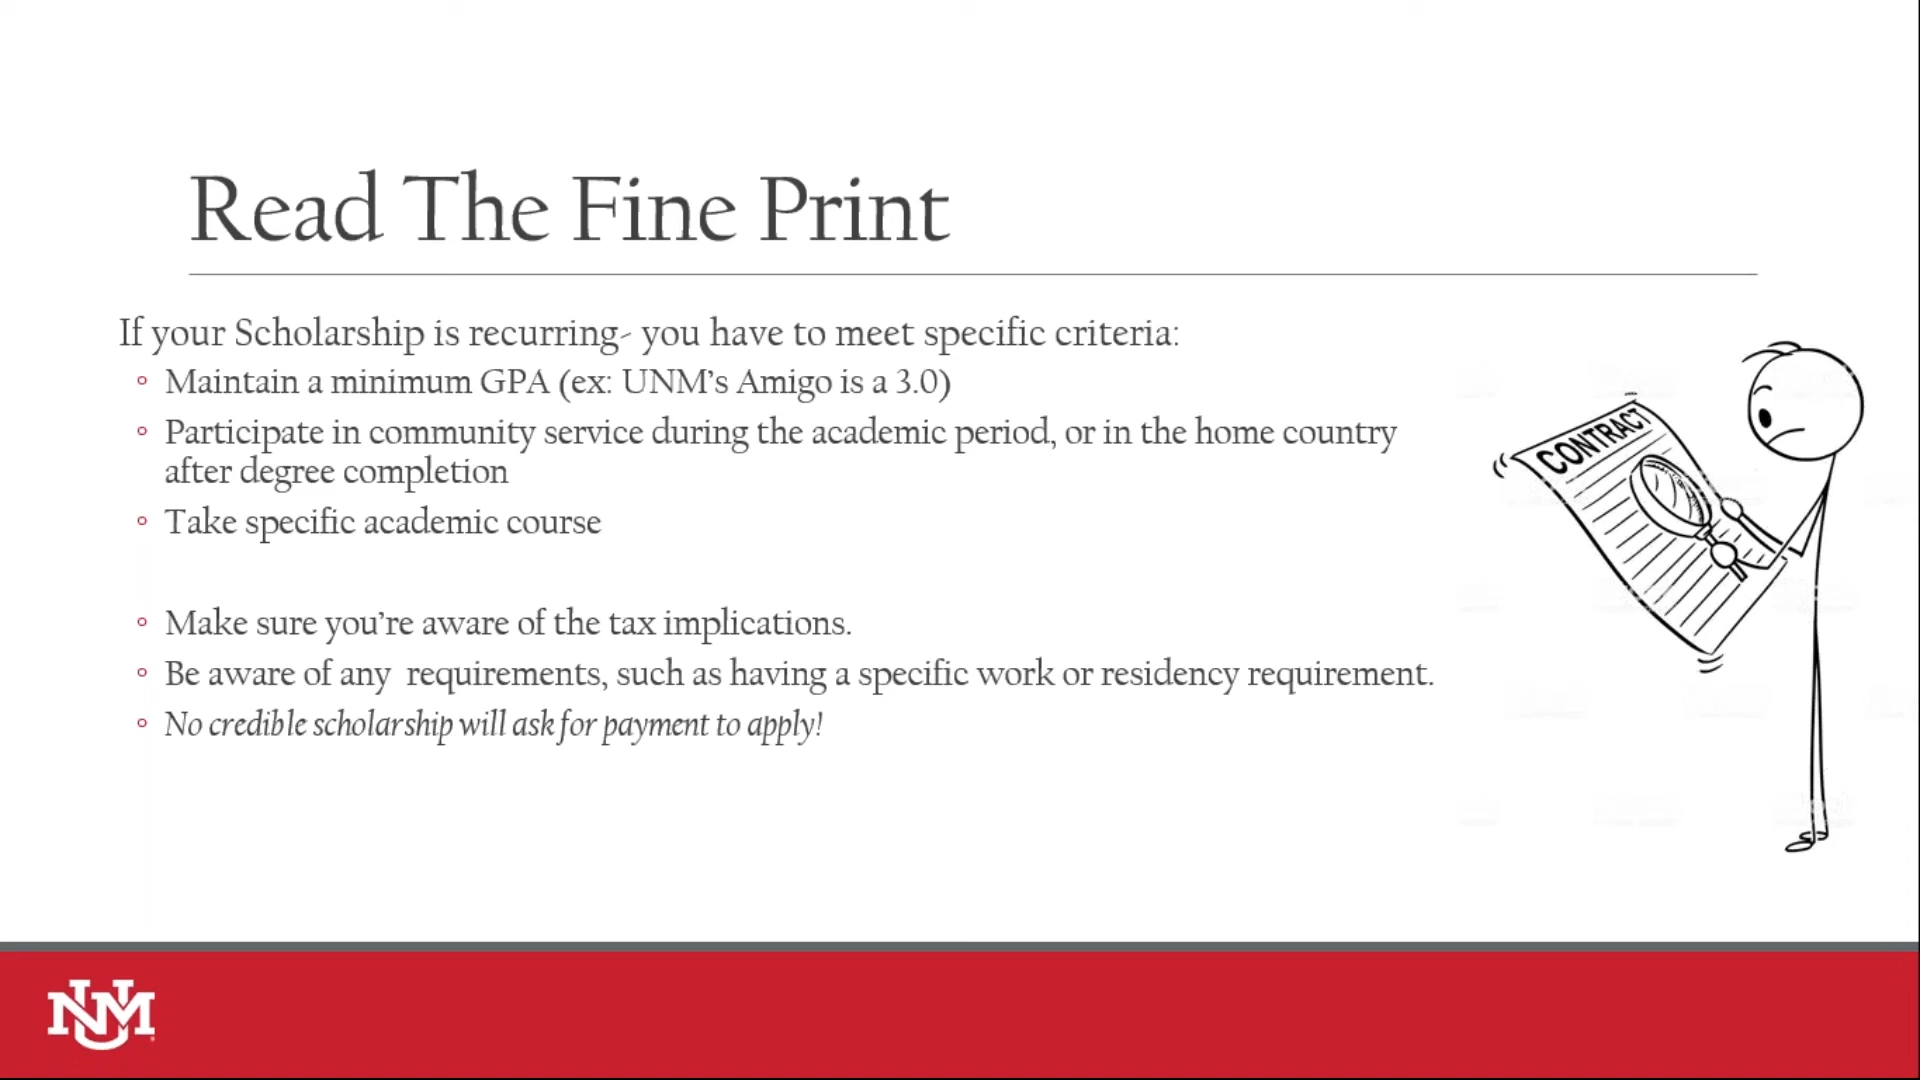 Read The Fine Print
If your Scholarship is recurring- you have to meet specific criteria:
◦ Maintain a minimum GPA (ex: UNM’s Amigo is a 3.0)
◦ Participate in community service during the academic period, or in the home country
after degree completion
◦ Take specific academic course
◦ Make sure you’re aware of the tax implications.
◦ Be aware of any  requirements, such as having a specific work or residency requirement.
◦ No credible scholarship will ask for payment to apply!
CONTRACT
UNM